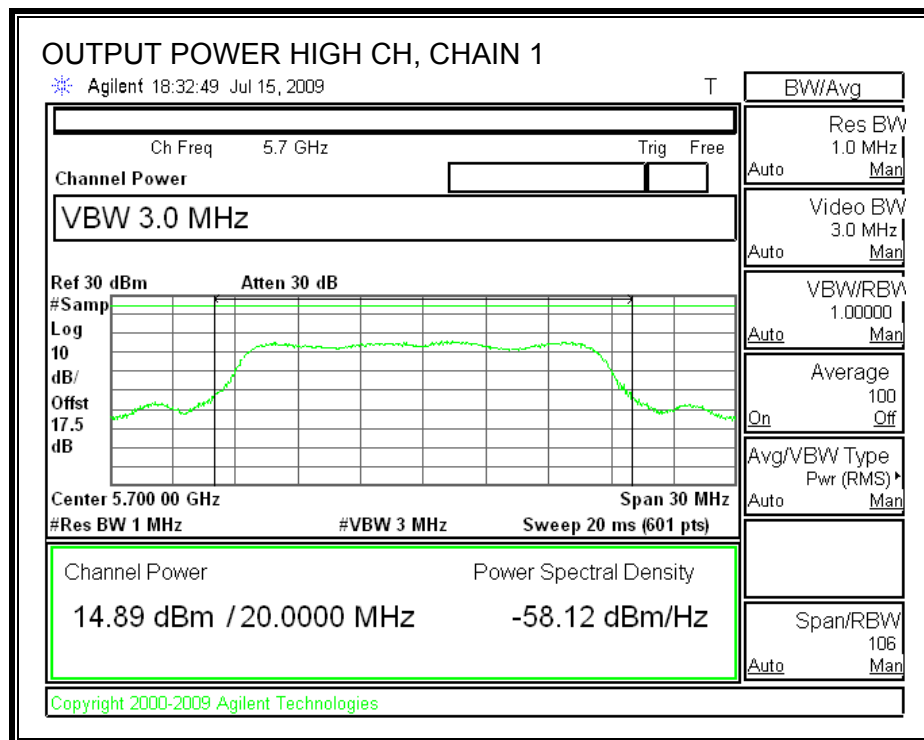 OUTPUT POWER HIGH CH, CHAIN 1
Agilent 18:32:49 Jul 15, 2009 T
Ch Freq 5.7 GHz Trig Free
Channel Power
VBW 3.0 MHz
Ref 30 dBm Atten 30 dB
#Samp
Log
10
dB/
Offst
17.5
dB
Center 5.700 00 GHz Span 30 MHz
#Res BW 1 MHz #VBW 3 MHz Sweep 20 ms (601 pts)
Channel Power Power Spectral Density
14.89 dBm / 20.0000 MHz -58.12 dBm/Hz
Copyright 2000-2009 Agilent Technologies
BW/Avg
Res BW
1.0 MHz
Auto Man
Video BW
3.0 MHz
Auto Man
VBW/RBW
1.00000
Auto Man
Average
100
On Off
Avg/VBW Type
Pwr (RMS)
Auto Man
Span/RBW
106
Auto Man